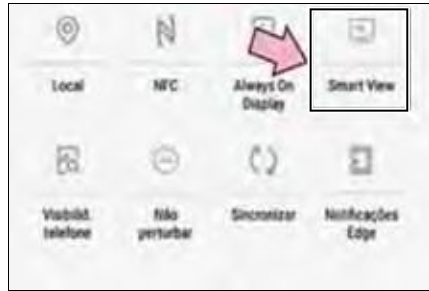 Local NFC Always On Smart View
Display
Visibilid. Não Sincronizar Notificações
telefone perturbar Edge